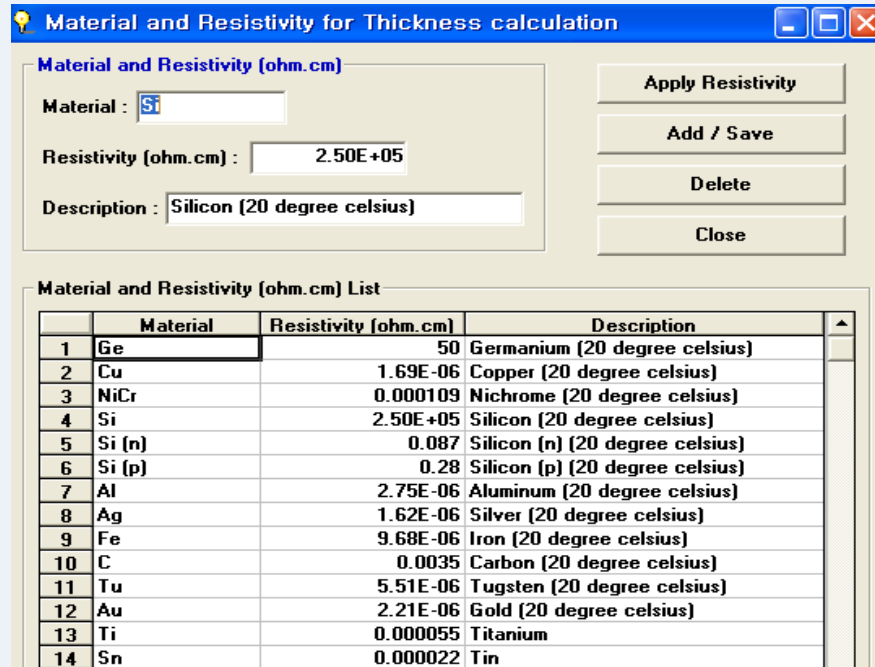 Material and Resistivity for Thickness calculation
Material and Resistivity (ohm.cm)
Material : Si
Resistivity (ohm.cm) : 2.50E+05
Description : Silicon (20 degree celsius)
Apply Resistivity
Add / Save
Delete
Close
Material and Resistivity (ohm.cm) List
Material Resistivity (ohm.cm) Description
1 Ge 50 Germanium (20 degree celsius)
2 Cu 1.69E-06 Copper (20 degree celsius)
3 NiCr 0.000109 Nichrome (20 degree celsius)
4 Si 2.50E+05 Silicon (20 degree celsius)
5 Si (n) 0.087 Silicon (n) (20 degree celsius)
6 Si (p) 0.28 Silicon (p) (20 degree celsius)
7 Al 2.75E-06 Aluminum (20 degree celsius)
8 Ag 1.62E-06 Silver (20 degree celsius)
9 Fe 9.68E-06 Iron (20 degree celsius)
10 C 0.0035 Carbon (20 degree celsius)
11 Tu 5.51E-06 Tugsten (20 degree celsius)
12 Au 2.21E-06 Gold (20 degree celsius)
13 Ti 0.000055 Titanium
14 Sn 0.000022 Tin